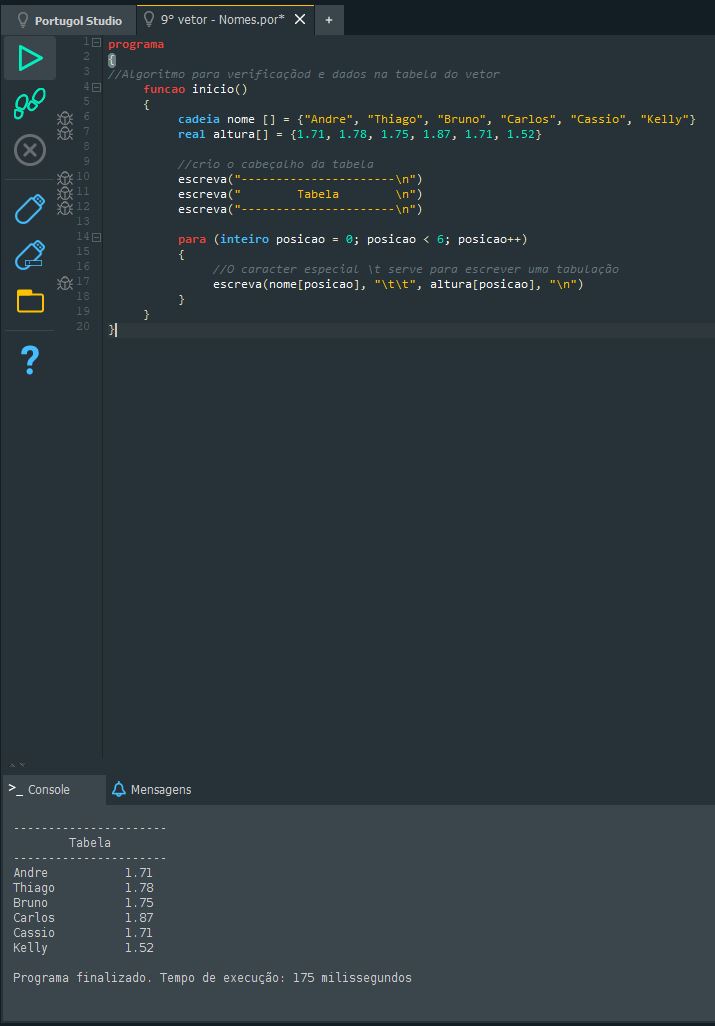 Portugol Studio
9° vetor - Nomes.por*
+
1 programa
2 {
3 //Algoritmo para verificaçãod e dados na tabela do vetor
4 funcao inicio()
5 {
6 cadeia nome [] = {"Andre", "Thiago", "Bruno", "Carlos", "Cassio", "Kelly"}
7 real altura[] = {1.71, 1.78, 1.75, 1.87, 1.71, 1.52}
8
9 //crio o cabeçalho da tabela
10 escreva("----------------------\n")
11 escreva("        Tabela        \n")
12 escreva("----------------------\n")
13
14 para (inteiro posicao = 0; posicao < 6; posicao++)
15 {
16 //O caracter especial \t serve para escrever uma tabulação
17 escreva(nome[posicao], "\t\t", altura[posicao], "\n")
18 }
19 }
20 }
?
>_ Console
Mensagens
----------------------
Tabela
----------------------
Andre 1.71
Thiago 1.78
Bruno 1.75
Carlos 1.87
Cassio 1.71
Kelly 1.52
Programa finalizado. Tempo de execução: 175 milissegundos